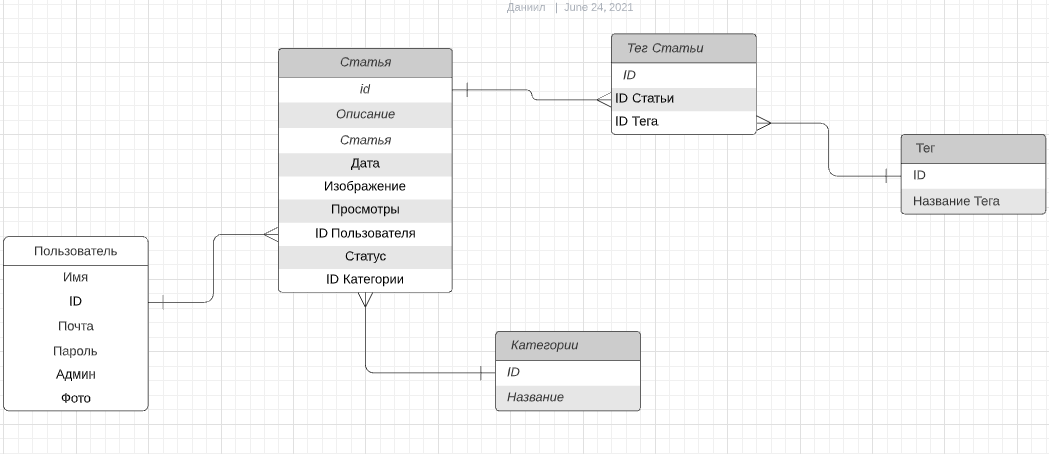 Даниил | June 24, 2021
Статья
id
Описание
Статья
Дата
Изображение
Просмотры
ID Пользователя
Статус
ID Категории
Тег Статьи
ID
ID Статьи
ID Тега
Тег
ID
Название Тега
Пользователь
Имя
ID
Почта
Пароль
Админ
Фото
Категории
ID
Название